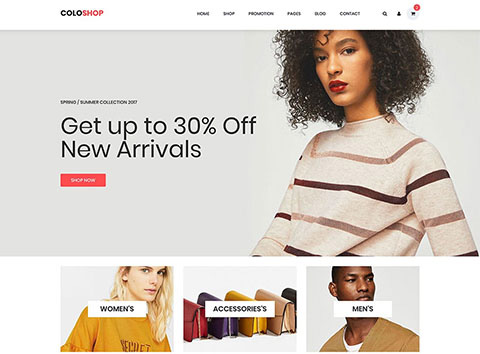 COLOSHOP
HOME SHOP PROMOTION PAGES BLOG CONTACT
2
SPRING / SUMMER COLLECTION 2017
Get up to 30% Off
New Arrivals
SHOP NOW
WOMEN'S ACCESSORIES'S MEN'S